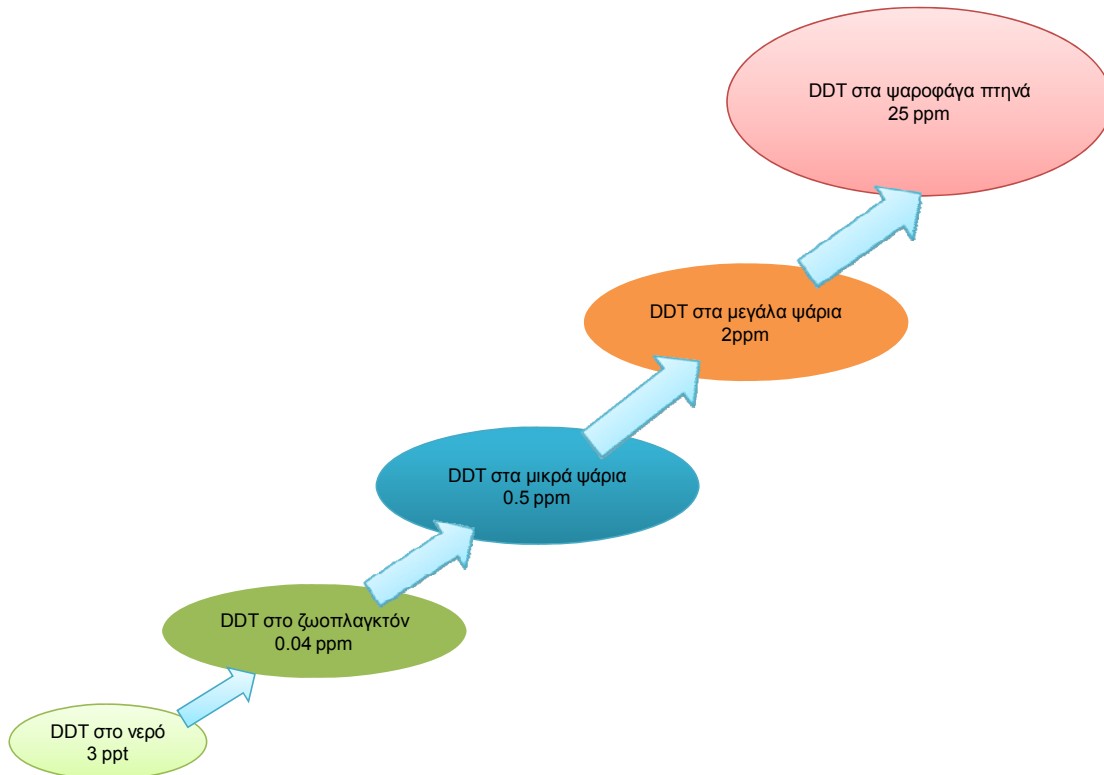 DDT στα ψαροφάγα πτηνά
25 ppm
DDT στα μεγάλα ψάρια
2ppm
DDT στα μικρά ψάρια
0.5 ppm
DDT στο ζωοπλαγκτόν
0.04 ppm
DDT στο νερό
3 ppt